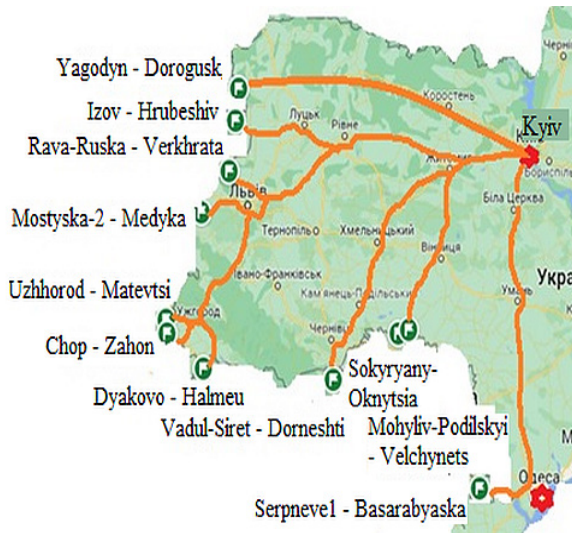 Yagodyn - Dorogusk
Коростень
Черні
Izov - Hrubeshiv
Луцьк
Рівне
Kyiv
Rava-Ruska - Verkhrata
Житомир
Бориспіль
Львів
Біла Церква
Mostyska-2 - Medyka
Тернопіль
Хмельницький
Вінниця
Uzhhorod - Matevtsi
Івано-Франківськ
Укра
Ужгород
Кам'янець-Подільський
Умань
Chop - Zahon
Чернівці
Dyakovo - Halmeu
Sokyryany-
Oknytsia
Vadul-Siret - Dorneshti
Mohyliv-Podilskyi
- Velchynets
Одеса
Serpneve1 - Basarabyaska